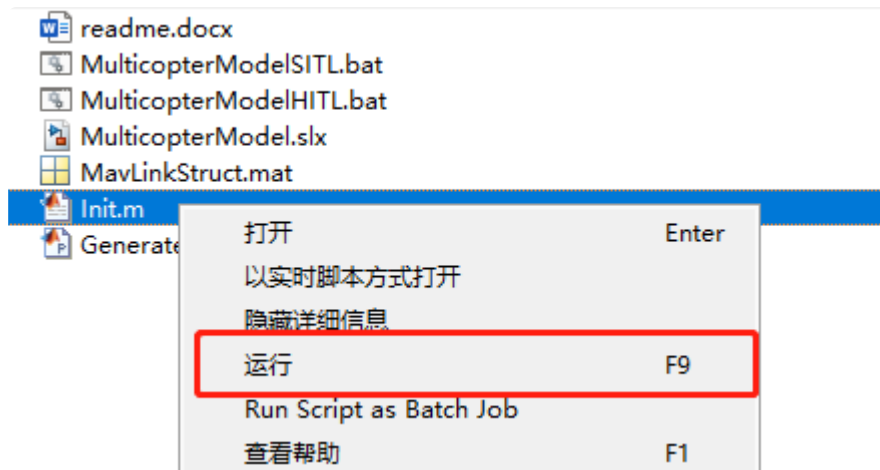 readme.docx
MulticopterModelSITL.bat
MulticopterModelHITL.bat
MulticopterModel.slx
MavLinkStruct.mat
Init.m
Generate
打开 Enter
以实时脚本方式打开
隐藏详细信息
运行 F9
Run Script as Batch Job
查看帮助 F1